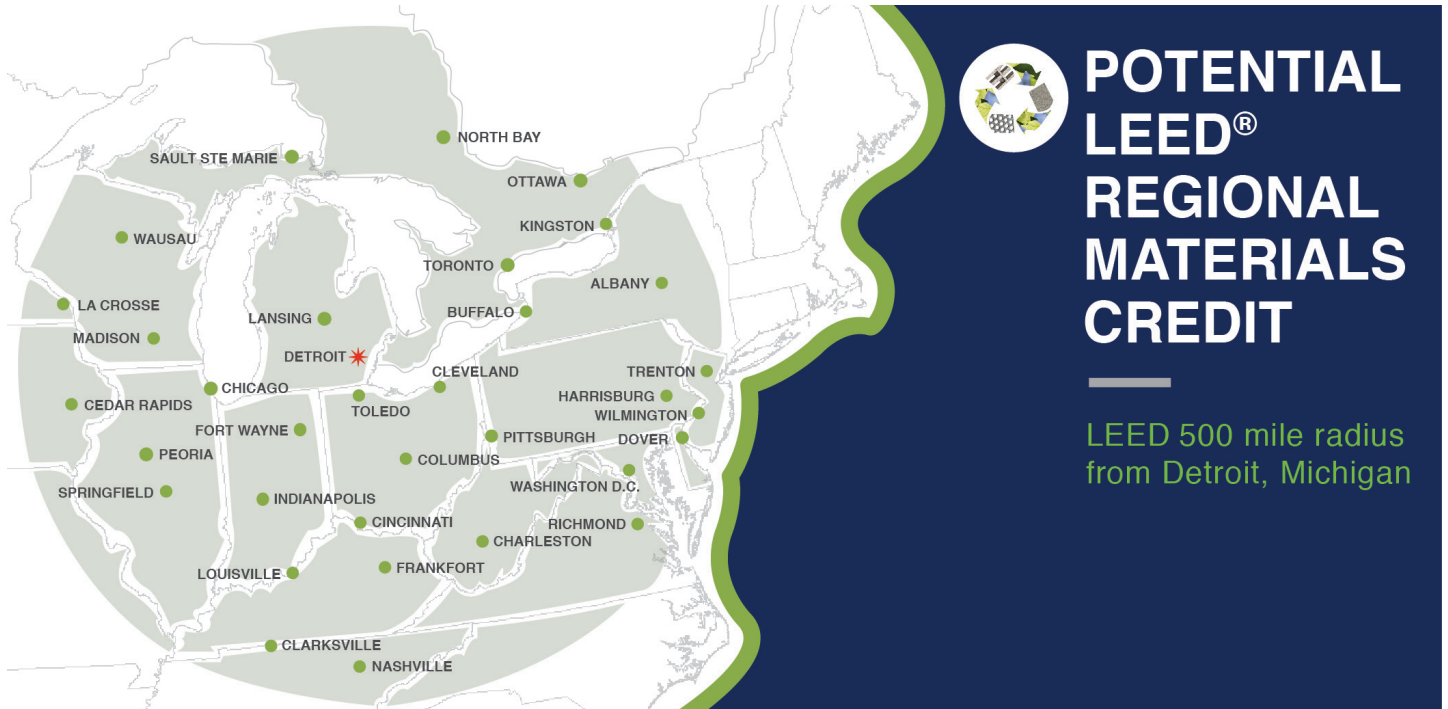 POTENTIAL
LEED®
REGIONAL
MATERIALS
CREDIT
LEED 500 mile radius
from Detroit, Michigan
NORTH BAY
SAULT STE MARIE
OTTAWA
KINGSTON
WAUSAU
TORONTO
ALBANY
LA CROSSE
LANSING
BUFFALO
MADISON
DETROIT
CLEVELAND
TRENTON
CHICAGO
HARRISBURG
CEDAR RAPIDS
TOLEDO
WILMINGTON
FORT WAYNE
PITTSBURGH
DOVER
PEORIA
COLUMBUS
SPRINGFIELD
WASHINGTON D.C.
INDIANAPOLIS
CINCINNATI
RICHMOND
CHARLESTON
LOUISVILLE
FRANKFORT
CLARKSVILLE
NASHVILLE